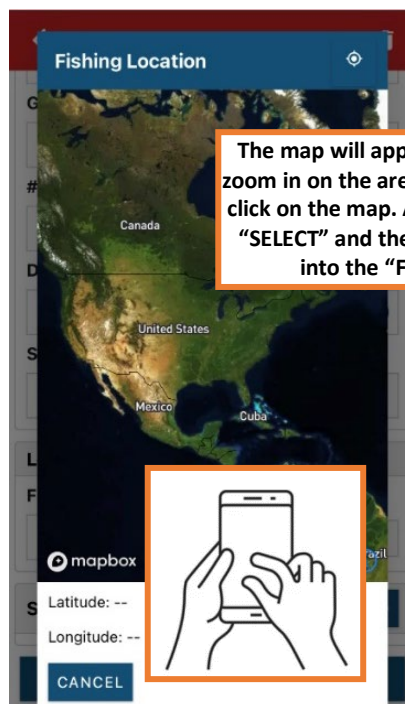 Fishing Location
G
The map will app
zoom in on the are
#
click on the map. A
Canada
“SELECT” and the
into the “F
D
United States
S
Mexico
Cuba
L
F
azil
mapbox
S
Latitude: --
Longitude: --
CANCEL